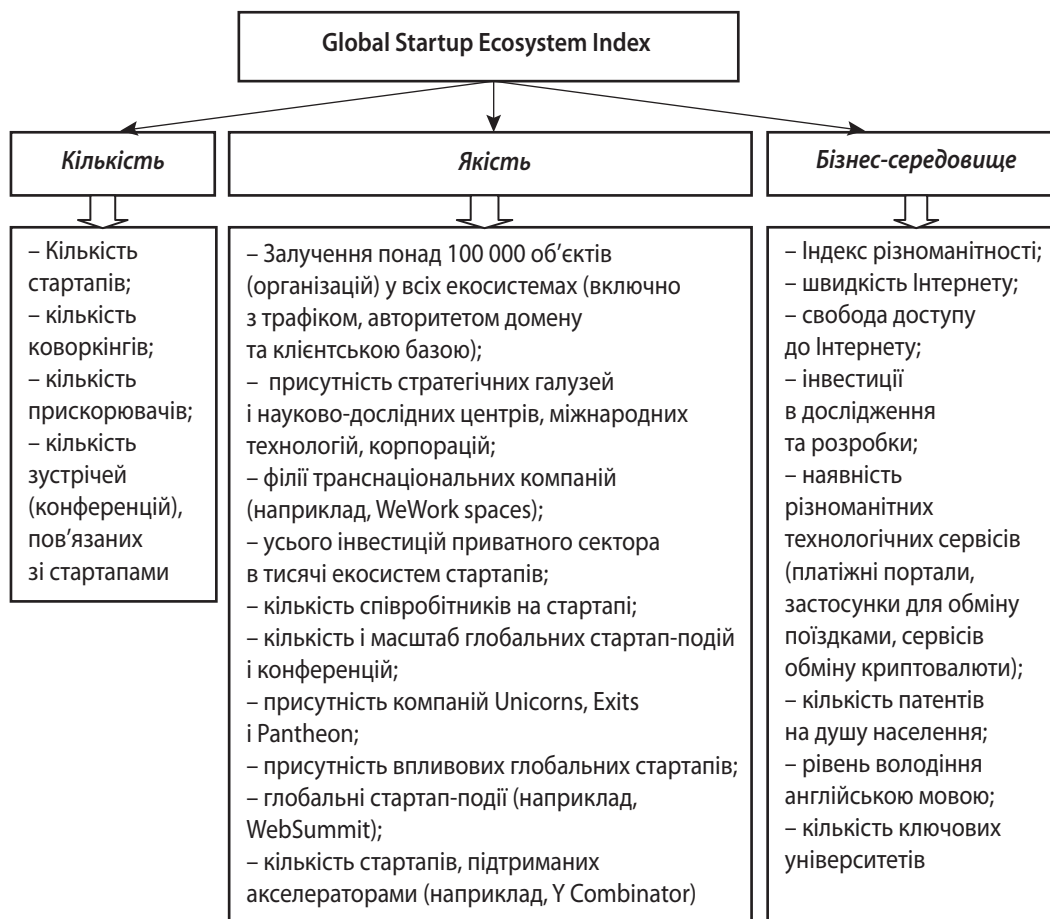 Global Startup Ecosystem Index
Кількість
– Кількість
стартапів;
– кількість
коворкінгів;
– кількість
прискорювачів;
– кількість
зустрічей
(конференцій),
пов’язаних
зі стартапами
Якість
– Залучення понад 100 000 об’єктів
(організацій) у всіх екосистемах (включно
з трафіком, авторитетом домену
та клієнтською базою);
– присутність стратегічних галузей
і науково-дослідних центрів, міжнародних
технологій, корпорацій;
– філії транснаціональних компаній
(наприклад, WeWork spaces);
– усього інвестицій приватного сектора
в тисячі екосистем стартапів;
– кількість співробітників на стартапі;
– кількість і масштаб глобальних стартап-подій
і конференцій;
– присутність компаній Unicorns, Exits
і Pantheon;
– присутність впливових глобальних стартапів;
– глобальні стартап-події (наприклад,
WebSummit);
– кількість стартапів, підтриманих
акселераторами (наприклад, Y Combinator)
Бізнес-середовище
– Індекс різноманітності;
– швидкість Інтернету;
– свобода доступу
до Інтернету;
– інвестиції
в дослідження
та розробки;
– наявність
різноманітних
технологічних сервісів
(платіжні портали,
застосунки для обміну
поїздками, сервісів
обміну криптовалюти);
– кількість патентів
на душу населення;
– рівень володіння
англійською мовою;
– кількість ключових
університетів